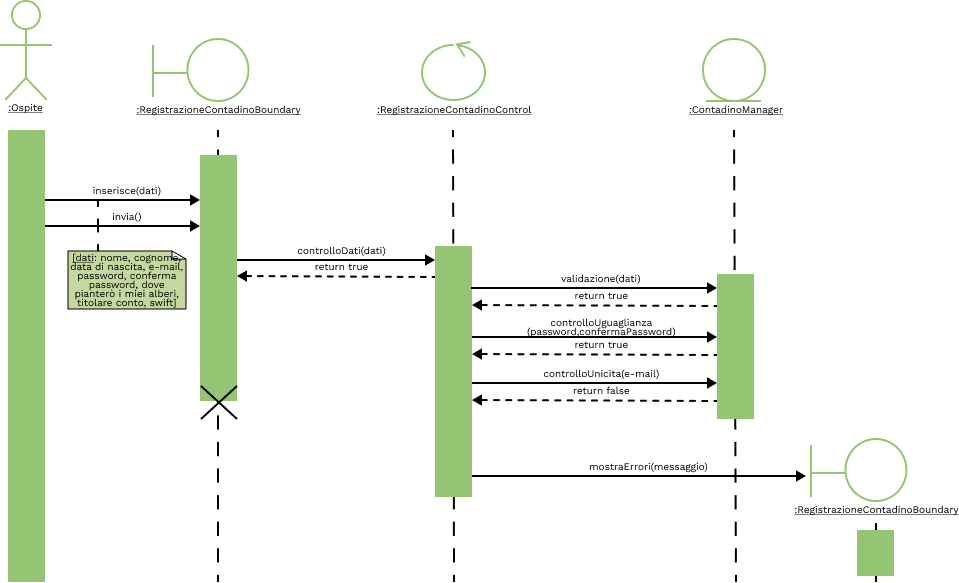 :Ospite
:RegistrazioneContadinoBoundary
:RegistrazioneContadinoControl
:ContadinoManager
inserisce(dati)
invia()
[dati: nome, cognome,
data di nascita, e-mail,
password, conferma
password, dove
pianterò i miei alberi,
titolare conto, swift]
controlloDati(dati)
return true
validazione(dati)
return true
controlloUguaglianza
(password,confermaPassword)
return true
controlloUnicita(e-mail)
return false
mostraErrori(messaggio)
:RegistrazioneContadinoBoundary